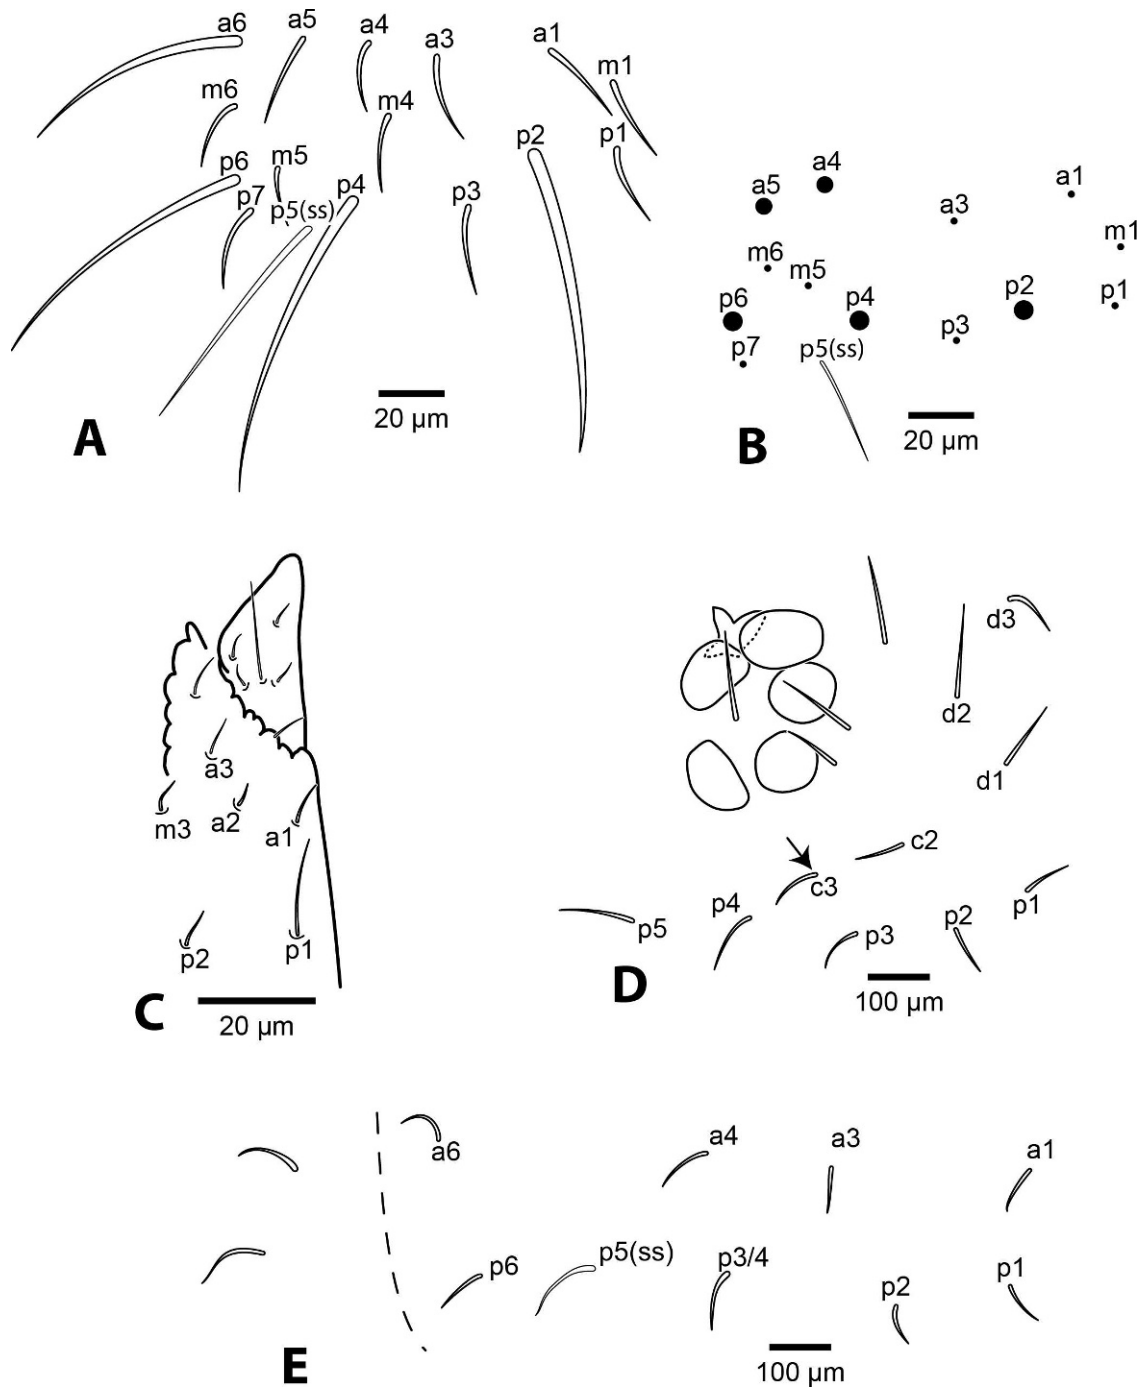 a6 a5 a4 a3 a1
m6 m4 m1
p6 m5 p4 p2 p1
p7 p5(ss) p3
20 µm
A
a5 a4 a3 a1
m6 m5 m1
p6 p4 p2 p1
p7 p5(ss) p3
20 µm
B
a3
m3 a2 a1
p2 p1
20 µm
C
d3
d2
d1
c2
c3
p5 p4 p3 p2 p1
100 µm
D
a6 a4 a3 a1
p6 p5(ss) p3/4 p2 p1
100 µm
E